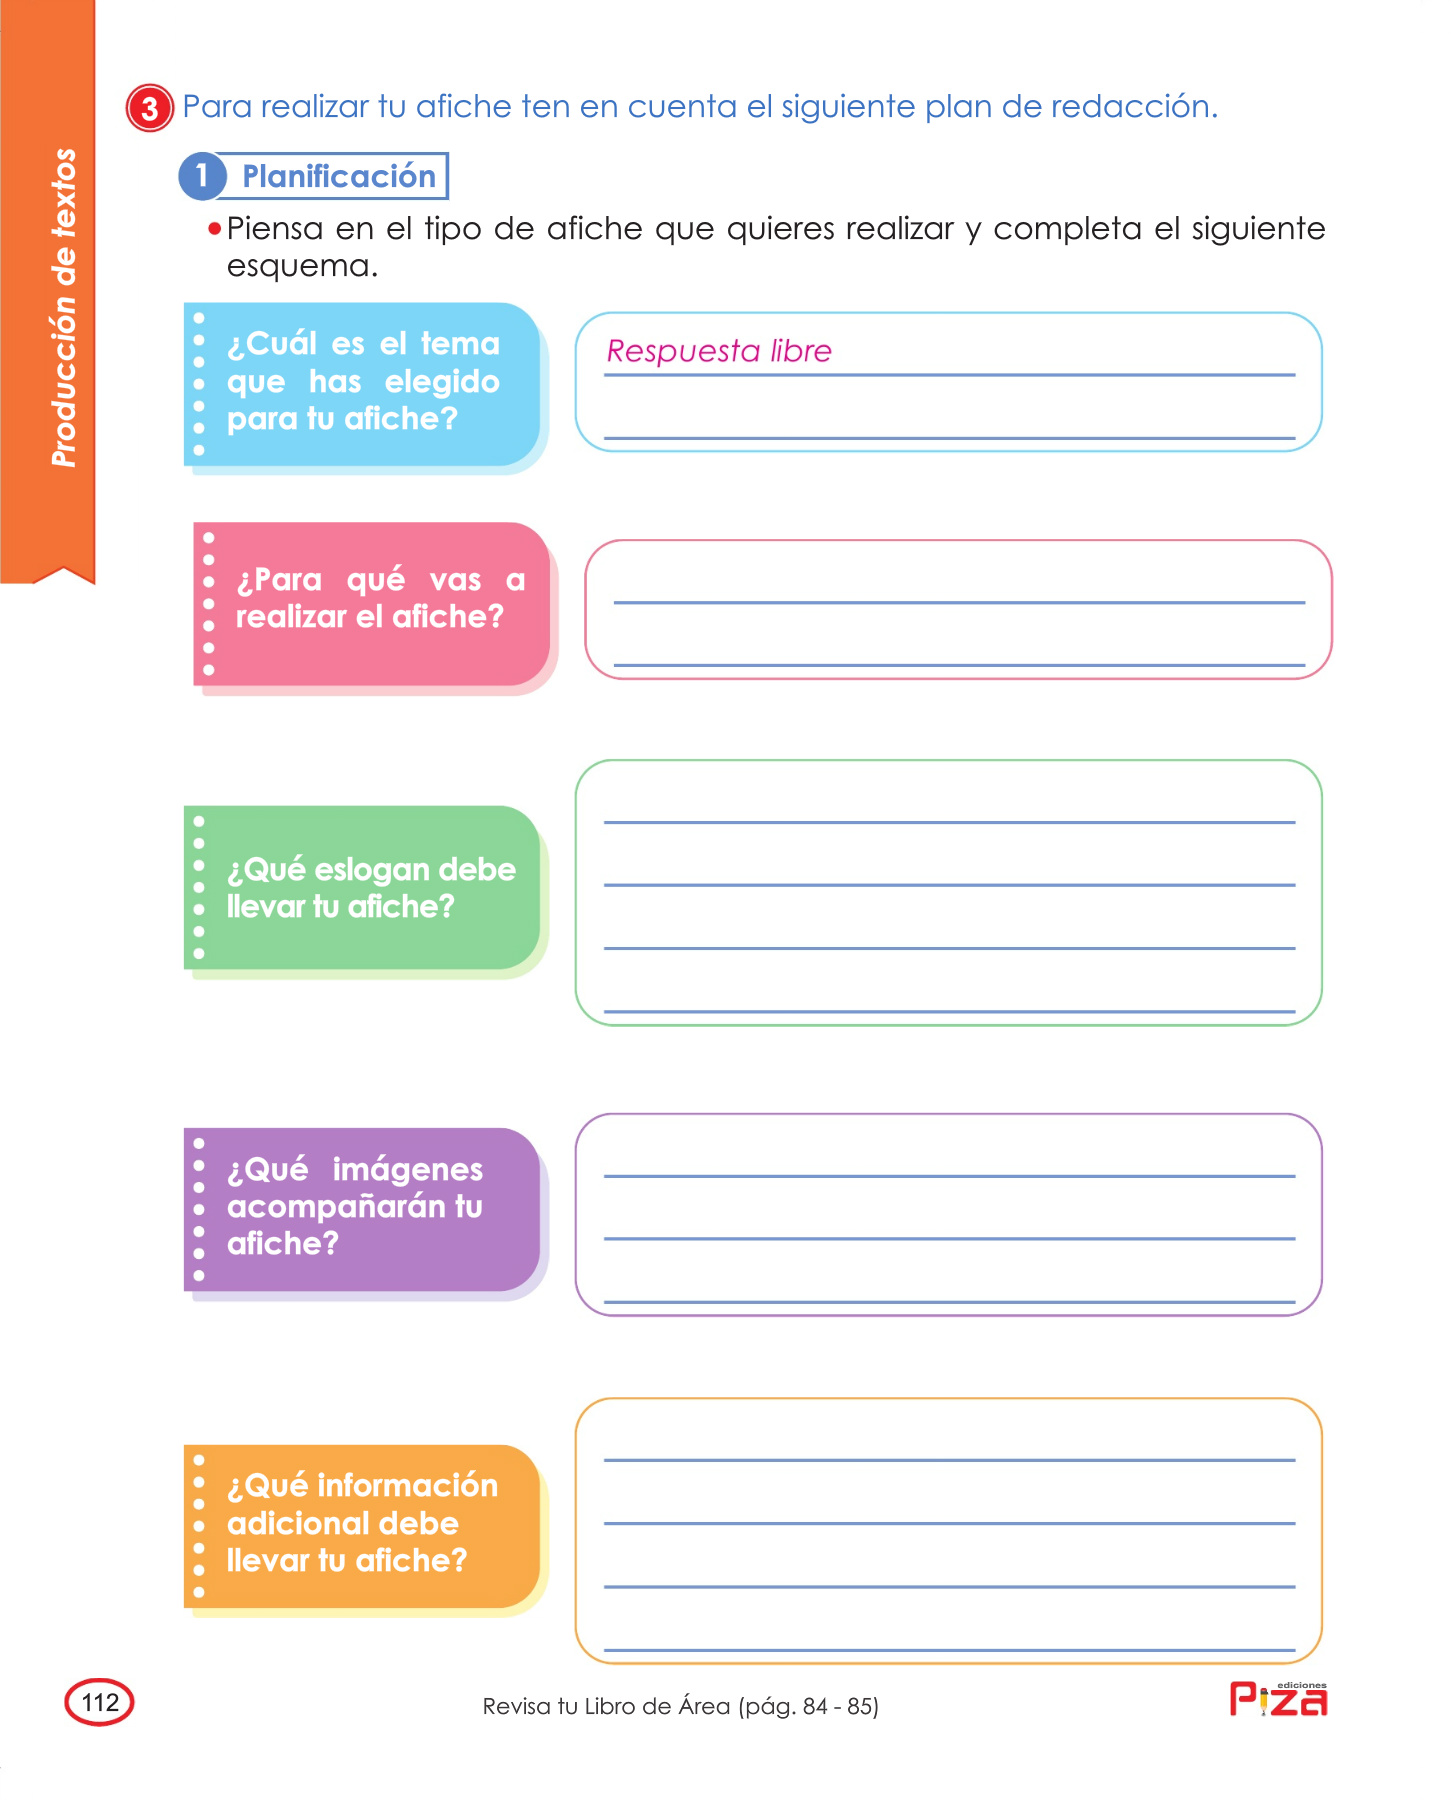 Producción de textos
3 Para realizar tu afiche ten en cuenta el siguiente plan de redacción.
1 Planificación
• Piensa en el tipo de afiche que quieres realizar y completa el siguiente
esquema.
¿Cuál es el tema
que has elegido
para tu afiche?
Respuesta libre
¿Para qué vas a
realizar el afiche?
¿Qué eslogan debe
llevar tu afiche?
¿Qué imágenes
acompañarán tu
afiche?
¿Qué información
adicional debe
llevar tu afiche?
112
Revisa tu Libro de Área (pág. 84 - 85)
ediciones
Piza